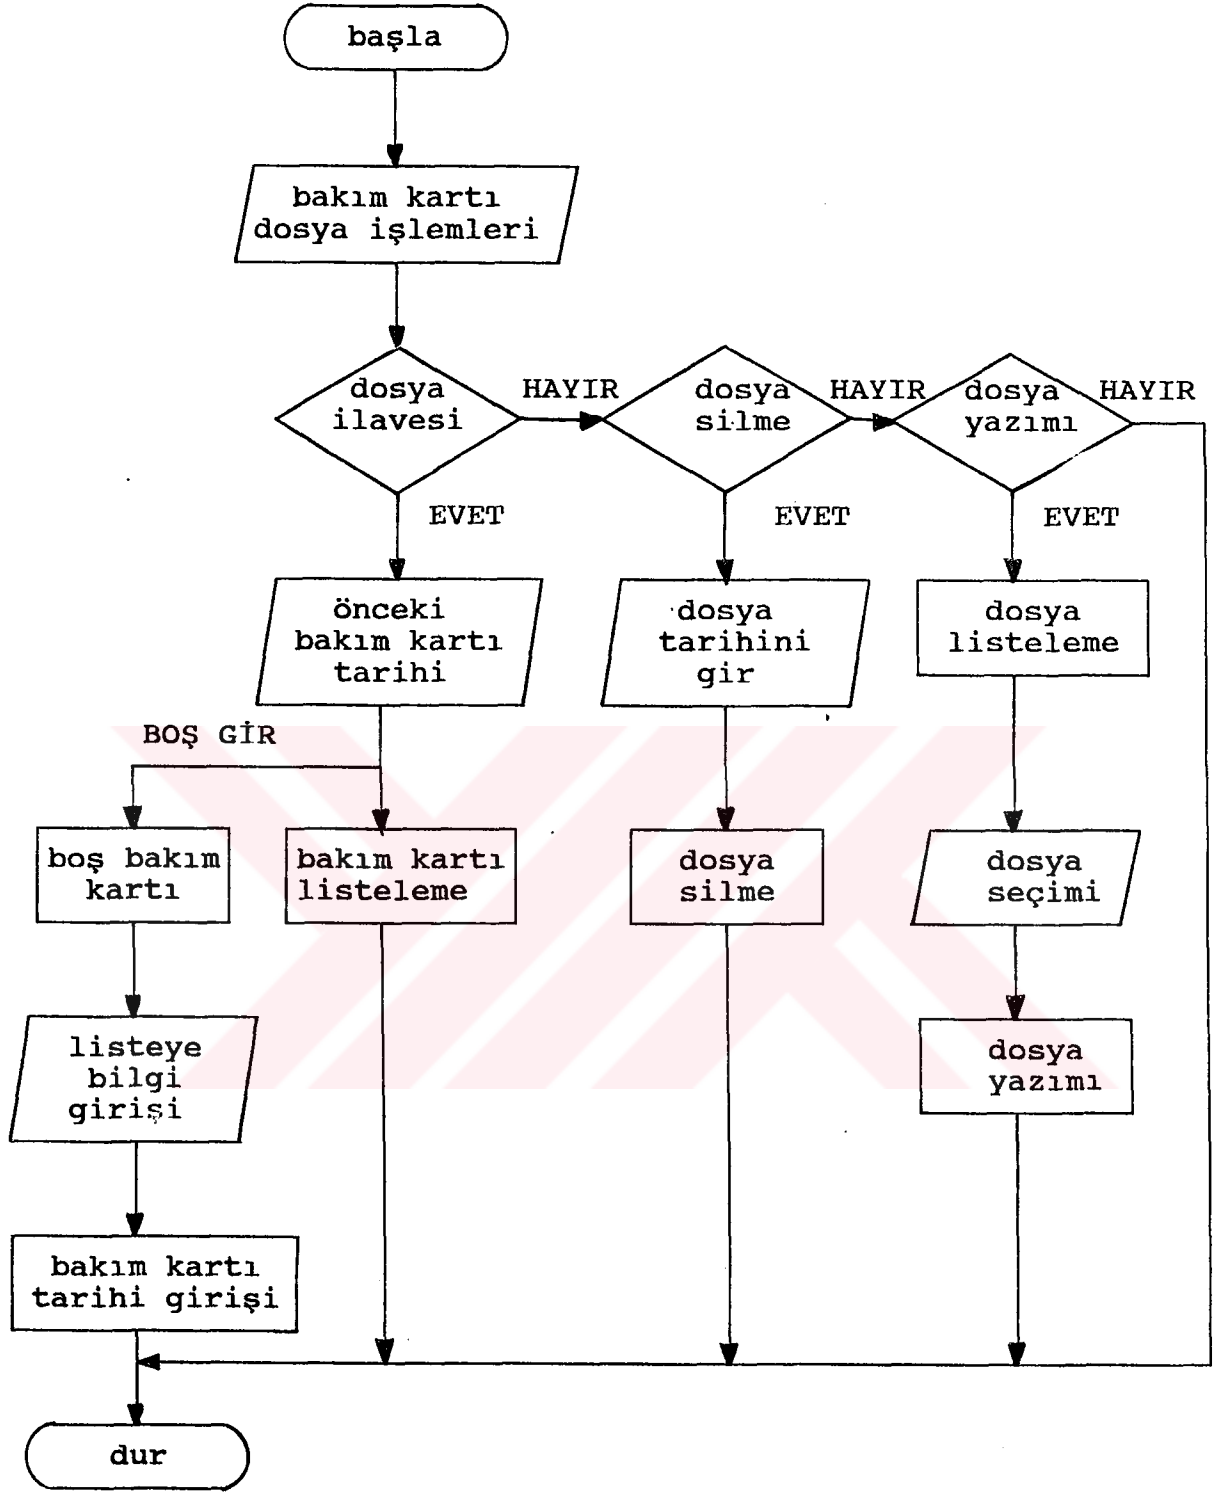 başla
bakım kartı
dosya işlemleri
dosya
ilavesi
HAYIR
dosya
silme
HAYIR
dosya
yazımı
HAYIR
EVET
EVET
EVET
önceki
bakım kartı
tarihi
dosya
tarihini
gir
dosya
listeleme
BOŞ GİR
boş bakım
kartı
bakım kartı
listeleme
dosya
silme
dosya
seçimi
listeye
bilgi
girişi
dosya
yazımı
bakım kartı
tarihi girişi
dur